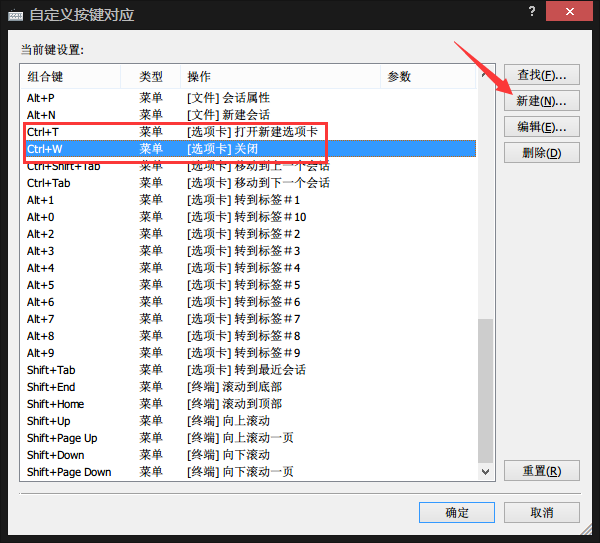 自定义按键对应
?
当前键设置:
组合键 类型 操作 参数
Alt+P 菜单 [文件] 会话属性
Alt+N 菜单 [文件] 新建会话
Ctrl+T 菜单 [选项卡] 打开新建选项卡
Ctrl+W 菜单 [选项卡] 关闭
Ctrl+Shift+Tab 菜单 [选项卡] 移动到上一个会话
Ctrl+Tab 菜单 [选项卡] 移动到下一个会话
Alt+1 菜单 [选项卡] 转到标签#1
Alt+0 菜单 [选项卡] 转到标签#10
Alt+2 菜单 [选项卡] 转到标签#2
Alt+3 菜单 [选项卡] 转到标签#3
Alt+4 菜单 [选项卡] 转到标签#4
Alt+5 菜单 [选项卡] 转到标签#5
Alt+6 菜单 [选项卡] 转到标签#6
Alt+7 菜单 [选项卡] 转到标签#7
Alt+8 菜单 [选项卡] 转到标签#8
Alt+9 菜单 [选项卡] 转到标签#9
Shift+Tab 菜单 [选项卡] 转到最近会话
Shift+End 菜单 [终端] 滚动到底部
Shift+Home 菜单 [终端] 滚动到顶部
Shift+Up 菜单 [终端] 向上滚动
Shift+Page Up 菜单 [终端] 向上滚动一页
Shift+Down 菜单 [终端] 向下滚动
Shift+Page Down 菜单 [终端] 向下滚动一页
查找(F)...
新建(N)...
编辑(E)...
删除(D)
重置(R)
确定 取消